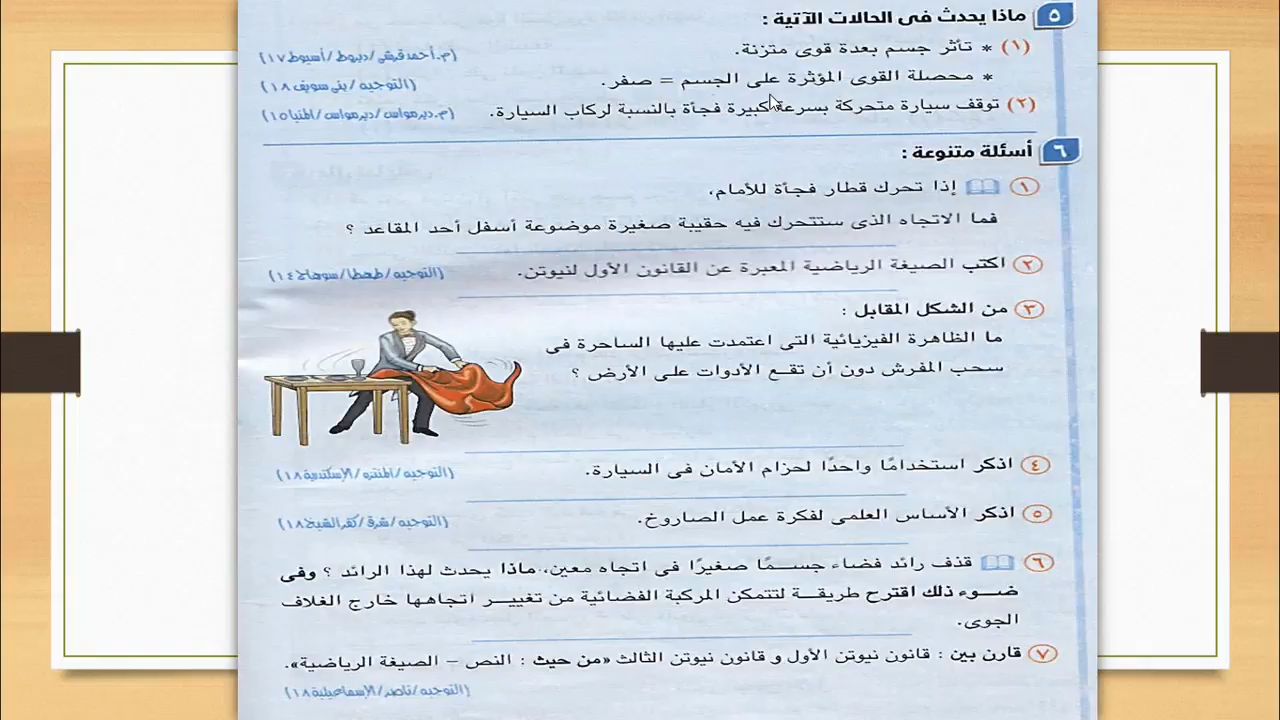 ٥ ماذا يحدث فى الحالات الآتية :
(١) * تأثر جسم بعدة قوى متزنة. (م. أحمد قرشى / ديروط / أسيوط ١٧)
* محصلة القوى المؤثرة على الجسم = صفر. (التوجيه / بنى سويف ١٨)
(٢) توقف سيارة متحركة بسرعة كبيرة فجأة بالنسبة لركاب السيارة. (م. ديرمواس / ديرمواس / المنيا ١٥)
٦ أسئلة متنوعة :
١ إذا تحرك قطار فجأة للأمام،
فما الاتجاه الذى ستتحرك فيه حقيبة صغيرة موضوعة أسفل أحد المقاعد ؟
٢ اكتب الصيغة الرياضية المعبرة عن القانون الأول لنيوتن. (التوجيه / طهطا / سوهاج ١٤)
٣ من الشكل المقابل :
ما الظاهرة الفيزيائية التى اعتمدت عليها الساحرة فى
سحب المفرش دون أن تقع الأدوات على الأرض ؟
٤ اذكر استخدامًا واحدًا لحزام الأمان فى السيارة. (التوجيه / المنتزه / الإسكندرية ١٨)
٥ اذكر الأساس العلمى لفكرة عمل الصاروخ. (التوجيه / شرق / كفر الشيخ ١٨)
٦ قذف رائد فضاء جسمًا صغيرًا فى اتجاه معين، ماذا يحدث لهذا الرائد ؟ وفى
ضوء ذلك اقترح طريقة لتتمكن المركبة الفضائية من تغيير اتجاهها خارج الغلاف
الجوى.
٧ قارن بين : قانون نيوتن الأول و قانون نيوتن الثالث «من حيث : النص – الصيغة الرياضية».
(التوجيه / ناصر / الإسماعيلية ١٨)